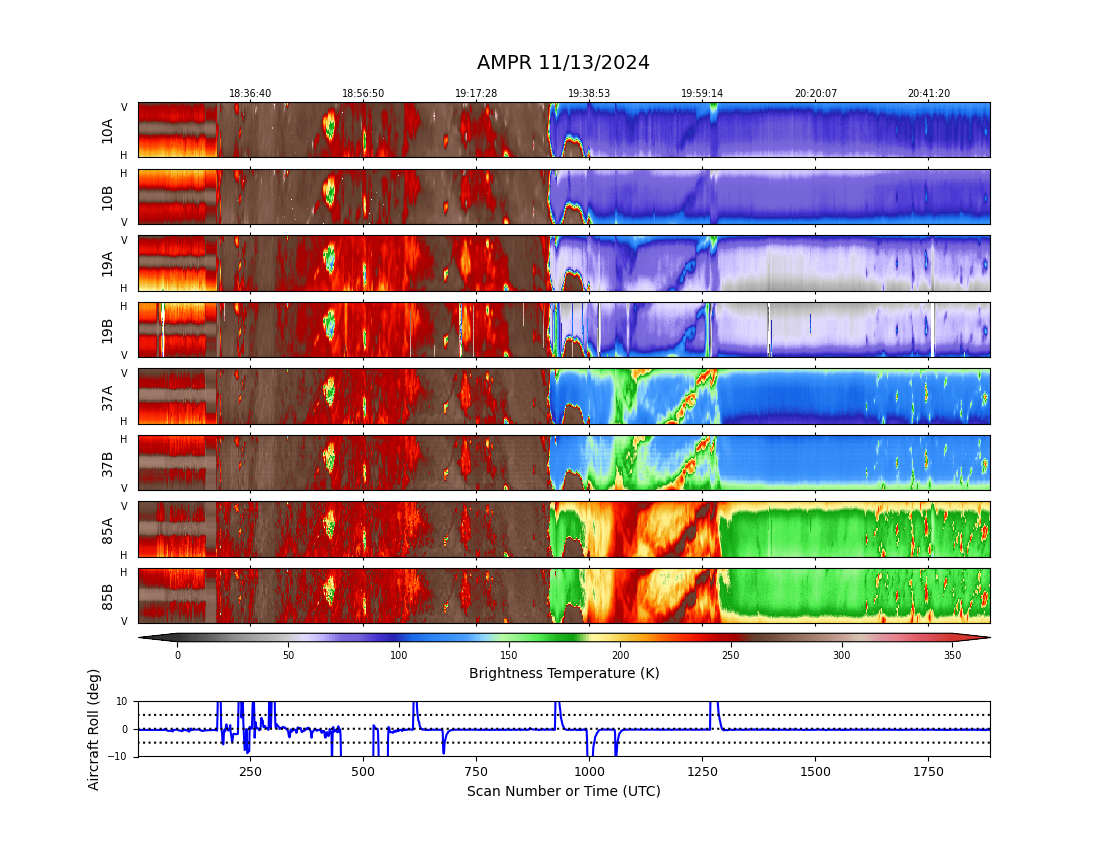 AMPR 11/13/2024
18:36:40 18:56:50 19:17:28 19:38:53 19:59:14 20:20:07 20:41:20
V
10A
H
H
10B
V
V
19A
H
H
19B
V
V
37A
H
H
37B
V
V
85A
H
H
85B
V
0 50 100 150 200 250 300 350
Brightness Temperature (K)
Aircraft Roll (deg)
10
0
−10
250 500 750 1000 1250 1500 1750
Scan Number or Time (UTC)